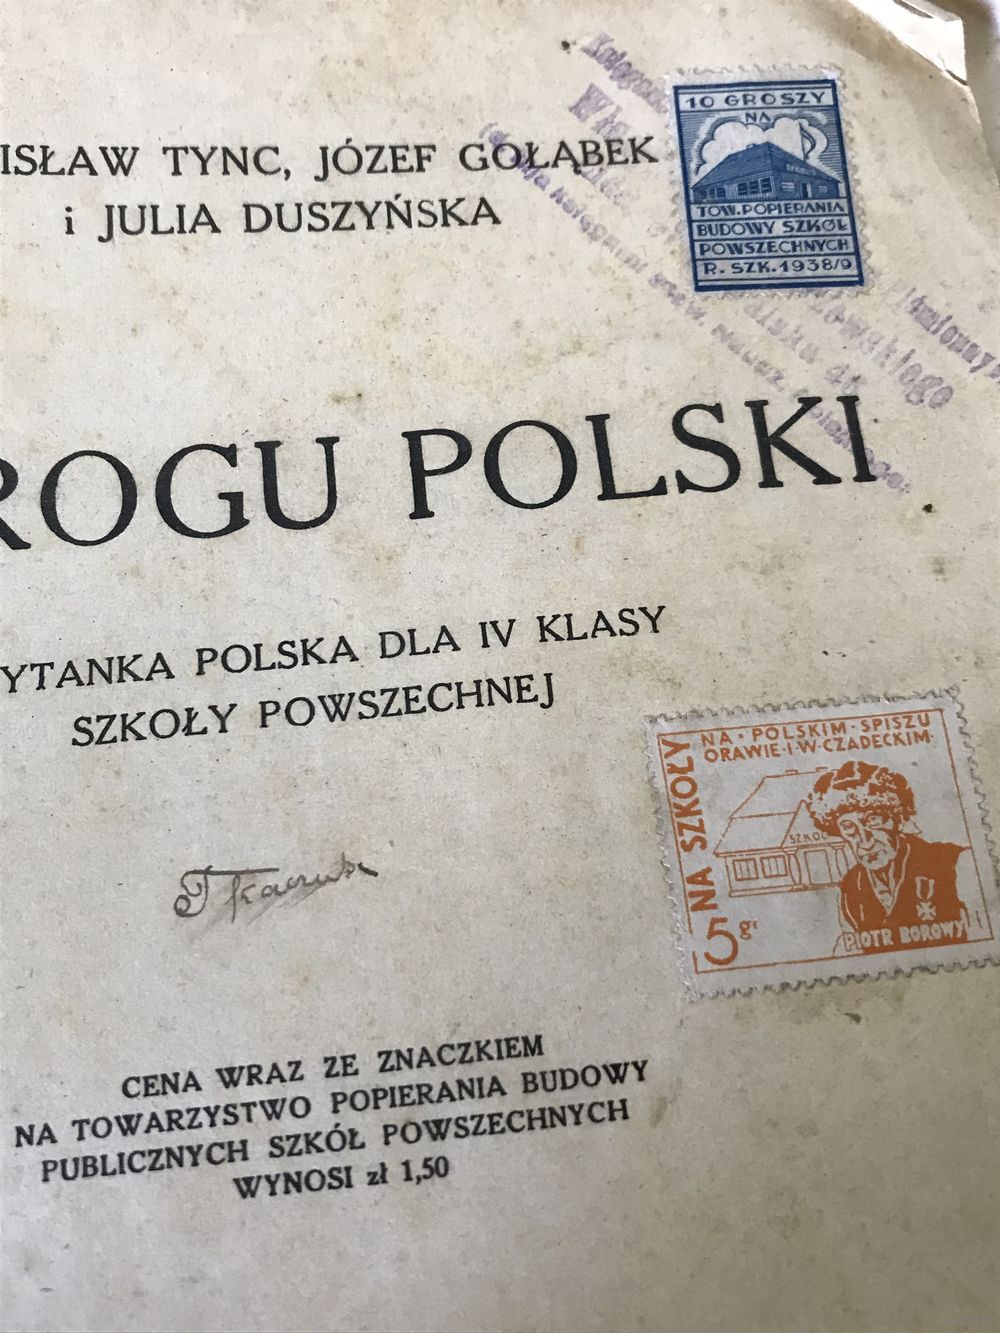 ISŁAW TYNC, JÓZEF GOŁĄBEK
i JULIA DUSZYŃSKA
10 GROSZY
NA
TOW. POPIERANIA
BUDOWY SZKÓŁ
POWSZECHNYCH
R. SZK. 1938/9
ROGU POLSKI
YTANKA POLSKA DLA IV KLASY
SZKOŁY POWSZECHNEJ
NA SZKOŁY
NA · POLSKIM · SPISZU
ORAWIE · I · W · CZADECKIM
5 gr
PIOTR BOROWY
CENA WRAZ ZE ZNACZKIEM
NA TOWARZYSTWO POPIERANIA BUDOWY
PUBLICZNYCH SZKÓŁ POWSZECHNYCH
WYNOSI zł 1,50